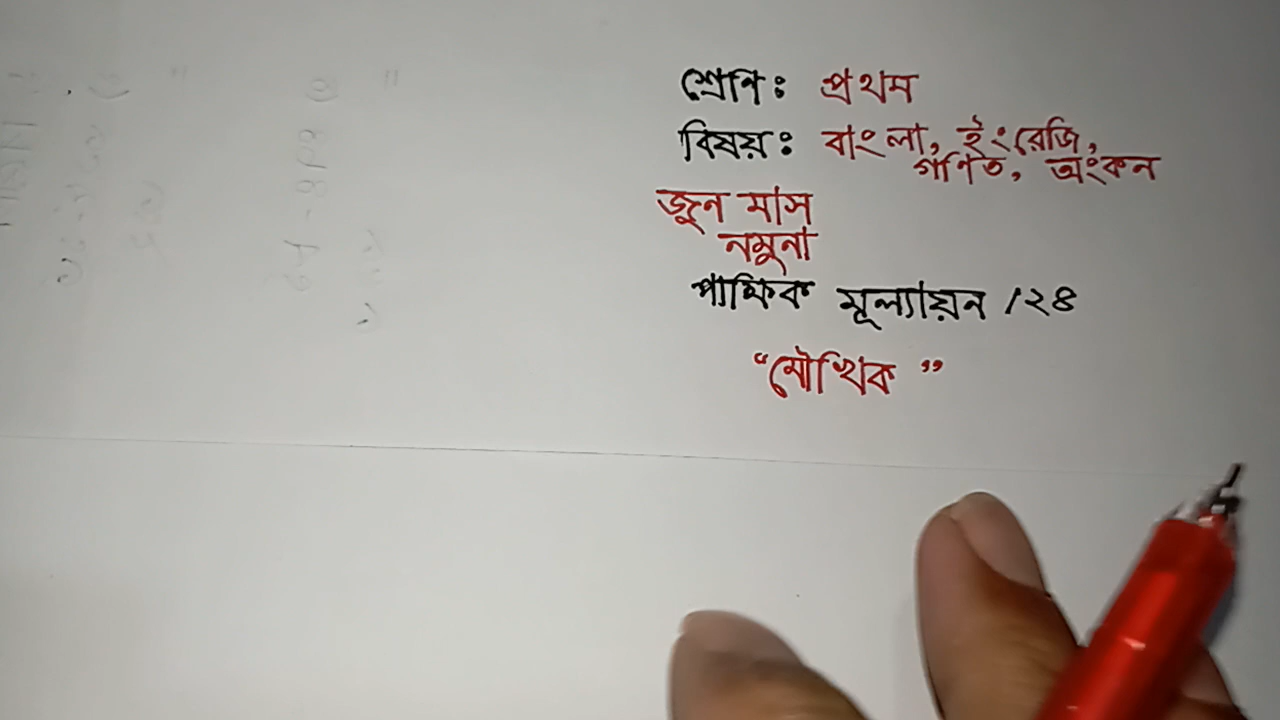 শ্রেণি: প্রথম
বিষয়: বাংলা, ইংরেজি,
গণিত, অংকন
জুন মাস
নমুনা
পাক্ষিক মূল্যায়ন /২৪
“মৌখিক”